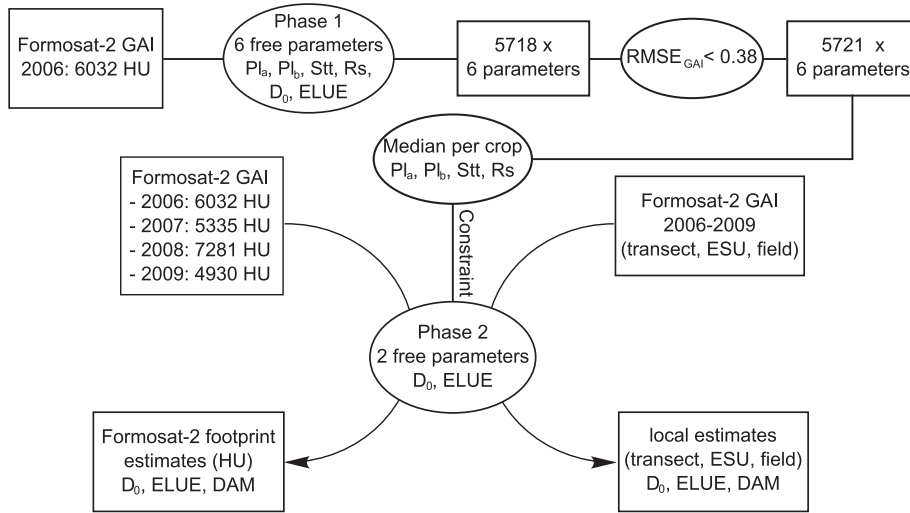 Formosat-2 GAI
2006: 6032 HU
Phase 1
6 free parameters
Plₐ, Pl_b, Stt, Rs,
D₀, ELUE
5718 x
6 parameters
RMSE_GAI < 0.38
5721 x
6 parameters
Median per crop
Plₐ, Pl_b, Stt, Rs
Formosat-2 GAI
- 2006: 6032 HU
- 2007: 5335 HU
- 2008: 7281 HU
- 2009: 4930 HU
Constraint
Formosat-2 GAI
2006-2009
(transect, ESU, field)
Phase 2
2 free parameters
D₀, ELUE
Formosat-2 footprint
estimates (HU)
D₀, ELUE, DAM
local estimates
(transect, ESU, field)
D₀, ELUE, DAM